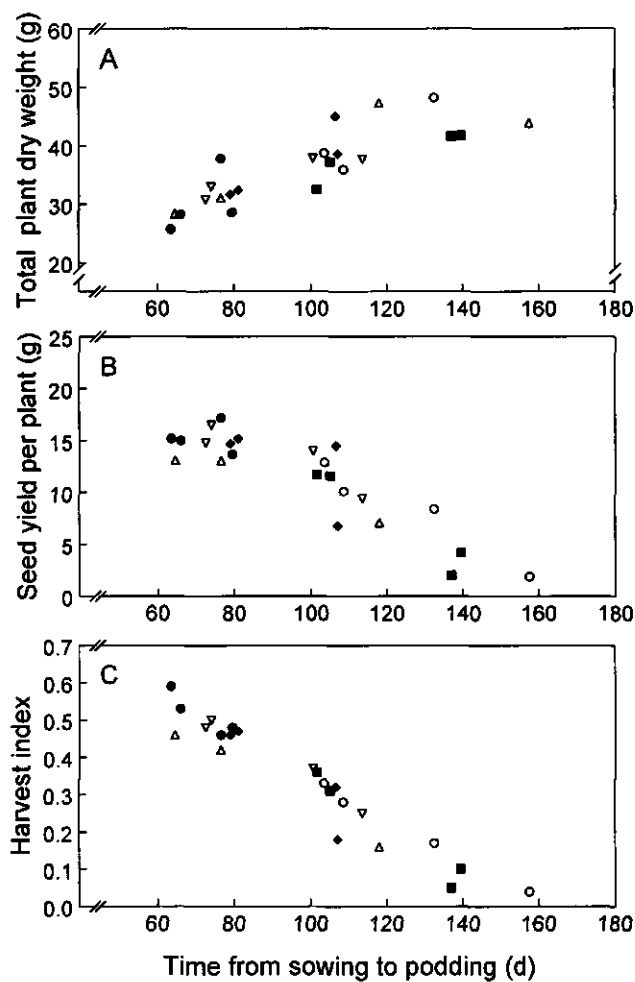 A
Total plant dry weight (g)
60
50
40
30
20
60 80 100 120 140 160 180
B
Seed yield per plant (g)
25
20
15
10
5
0
60 80 100 120 140 160 180
C
Harvest index
0.7
0.6
0.5
0.4
0.3
0.2
0.1
0.0
60 80 100 120 140 160 180
Time from sowing to podding (d)